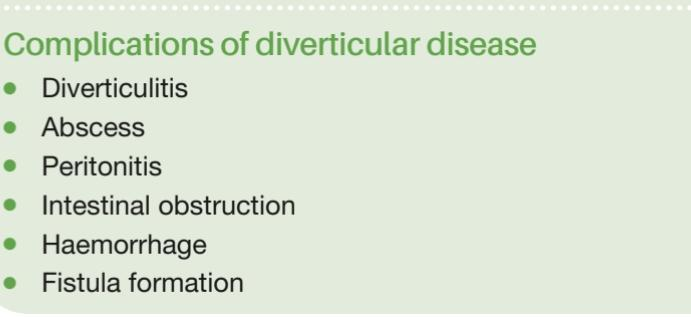 Complications of diverticular disease
• Diverticulitis
• Abscess
• Peritonitis
• Intestinal obstruction
• Haemorrhage
• Fistula formation